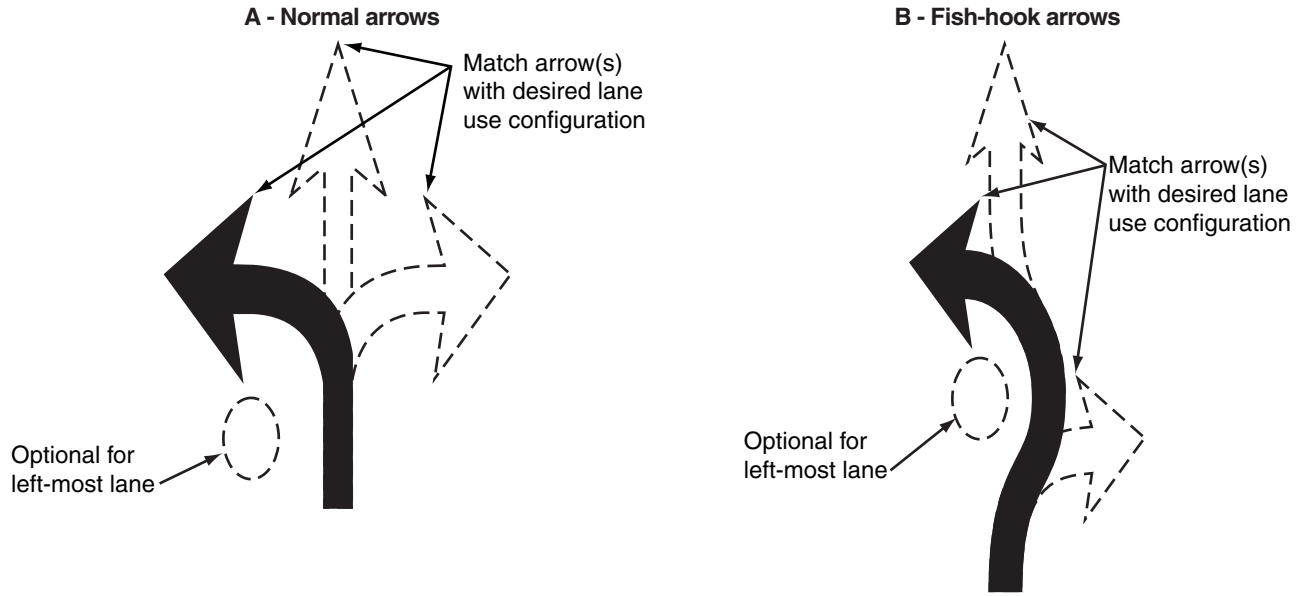 A - Normal arrows
Match arrow(s)
with desired lane
use configuration
Optional for
left-most lane
B - Fish-hook arrows
Match arrow(s)
with desired lane
use configuration
Optional for
left-most lane